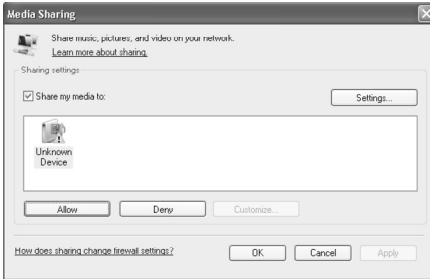 Media Sharing
Share music, pictures, and video on your network.
Learn more about sharing.
Sharing settings
Share my media to:
Settings...
Unknown
Device
Allow
Deny
Customize...
How does sharing change firewall settings?
OK
Cancel
Apply